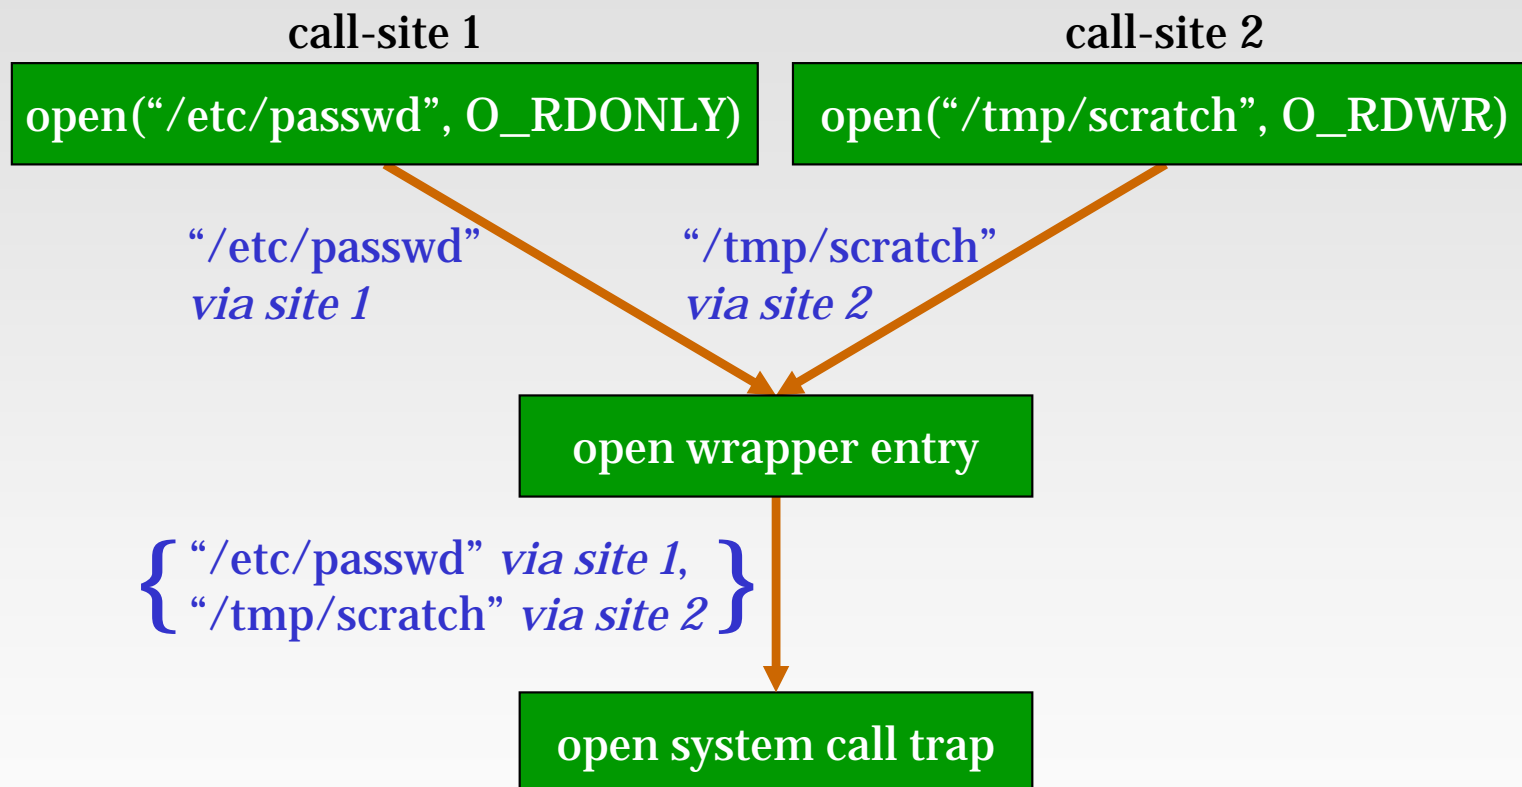 call-site 1
call-site 2
open(“/etc/passwd”, O_RDONLY)
open(“/tmp/scratch”, O_RDWR)
“/etc/passwd”
via site 1
“/tmp/scratch”
via site 2
open wrapper entry
{ “/etc/passwd” via site 1,
“/tmp/scratch” via site 2 }
open system call trap